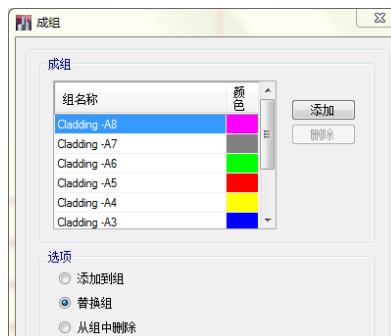 成组
成组
组名称 颜色
Cladding -A8
Cladding -A7
Cladding -A6
Cladding -A5
Cladding -A4
Cladding -A3
添加
删除
选项
添加到组
替换组
从组中删除